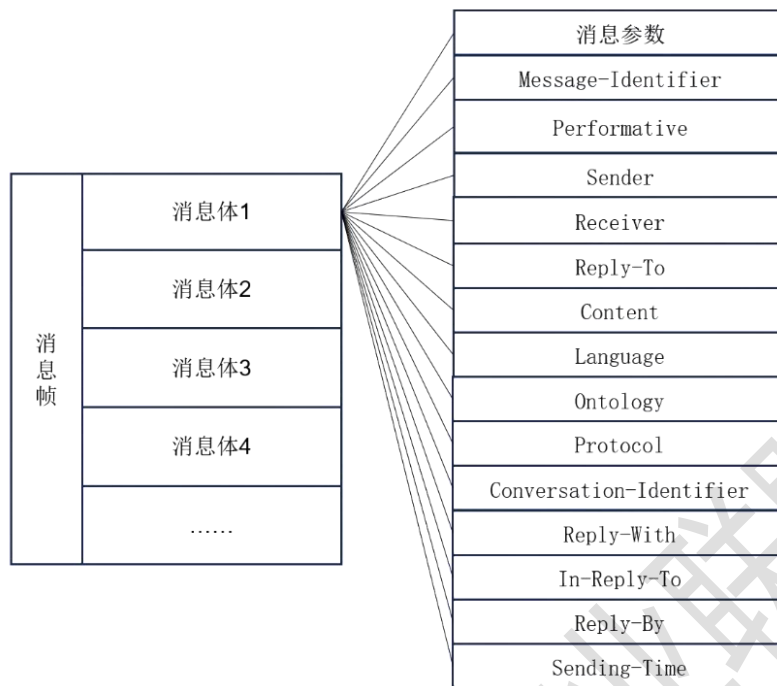 消息帧
消息体1
消息体2
消息体3
消息体4
......
消息参数
Message-Identifier
Performative
Sender
Receiver
Reply-To
Content
Language
Ontology
Protocol
Conversation-Identifier
Reply-With
In-Reply-To
Reply-By
Sending-Time
业联